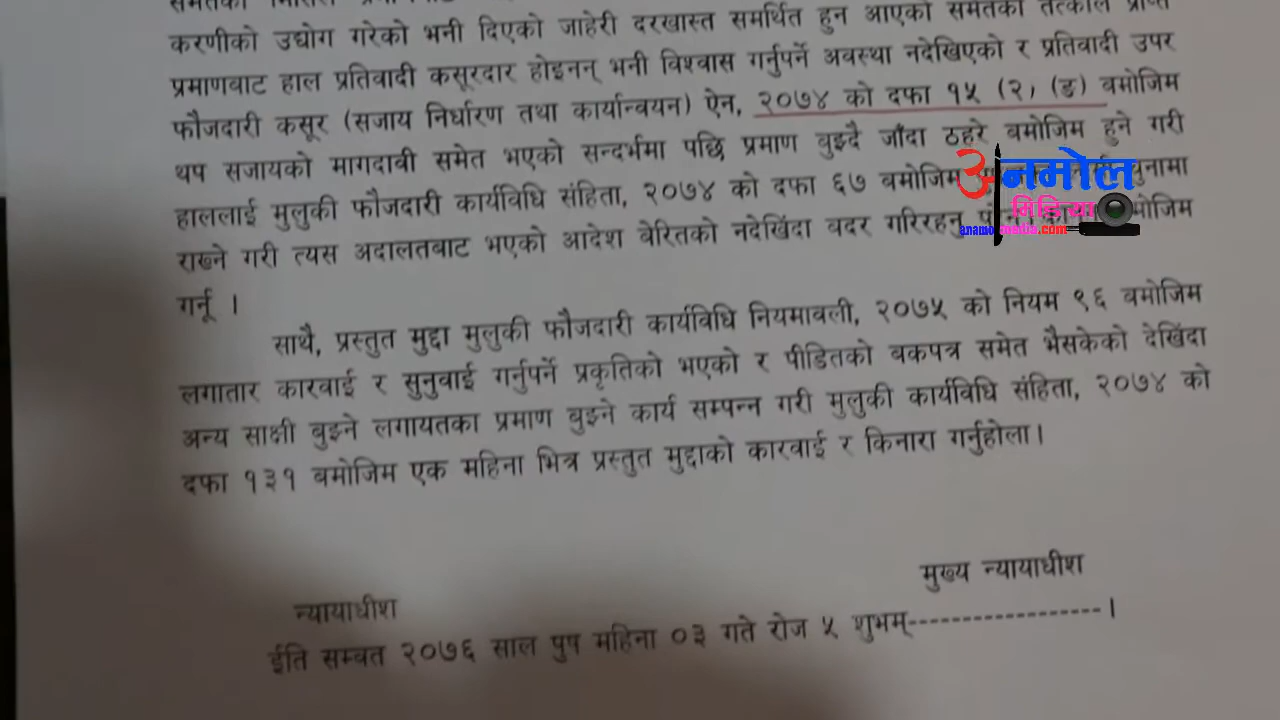 करणीको उद्योग गरेको भनी दिएको जाहेरी दरखास्त समर्थित हुन आएको समेतका तत्काल प्राप्त
प्रमाणबाट हाल प्रतिवादी कसूरदार होइनन् भनी विश्वास गर्नुपर्ने अवस्था नदेखिएको र प्रतिवादी उपर
फौजदारी कसूर (सजाय निर्धारण तथा कार्यान्वयन) ऐन, २०७४ को दफा १५ (२) (ङ) बमोजिम
थप सजायको मागदावी समेत भएको सन्दर्भमा पछि प्रमाण बुझ्दै जाँदा ठहरे बमोजिम हुने गरी
हाललाई मुलुकी फौजदारी कार्यविधि संहिता, २०७४ को दफा ६७ बमोजिम थुनामा
राख्ने गरी त्यस अदालतबाट भएको आदेश बेरितको नदेखिंदा बदर गरिरहनु
गर्नू ।
साथै, प्रस्तुत मुद्दा मुलुकी फौजदारी कार्यविधि नियमावली, २०७५ को नियम ९६ बमोजिम
लगातार कारवाई र सुनुवाई गर्नुपर्ने प्रकृतिको भएको र पीडितको बकपत्र समेत भैसकेको देखिंदा
अन्य साक्षी बुझ्ने लगायतका प्रमाण बुझ्ने कार्य सम्पन्न गरी मुलुकी कार्यविधि संहिता, २०७४ को
दफा १३१ बमोजिम एक महिना भित्र प्रस्तुत मुद्दाको कारवाई र किनारा गर्नुहोला।
मुख्य न्यायाधीश
न्यायाधीश
ईति सम्बत २०७६ साल पुष महिना ०३ गते रोज ५ शुभम्------------------।
अनमोल
मिडिया